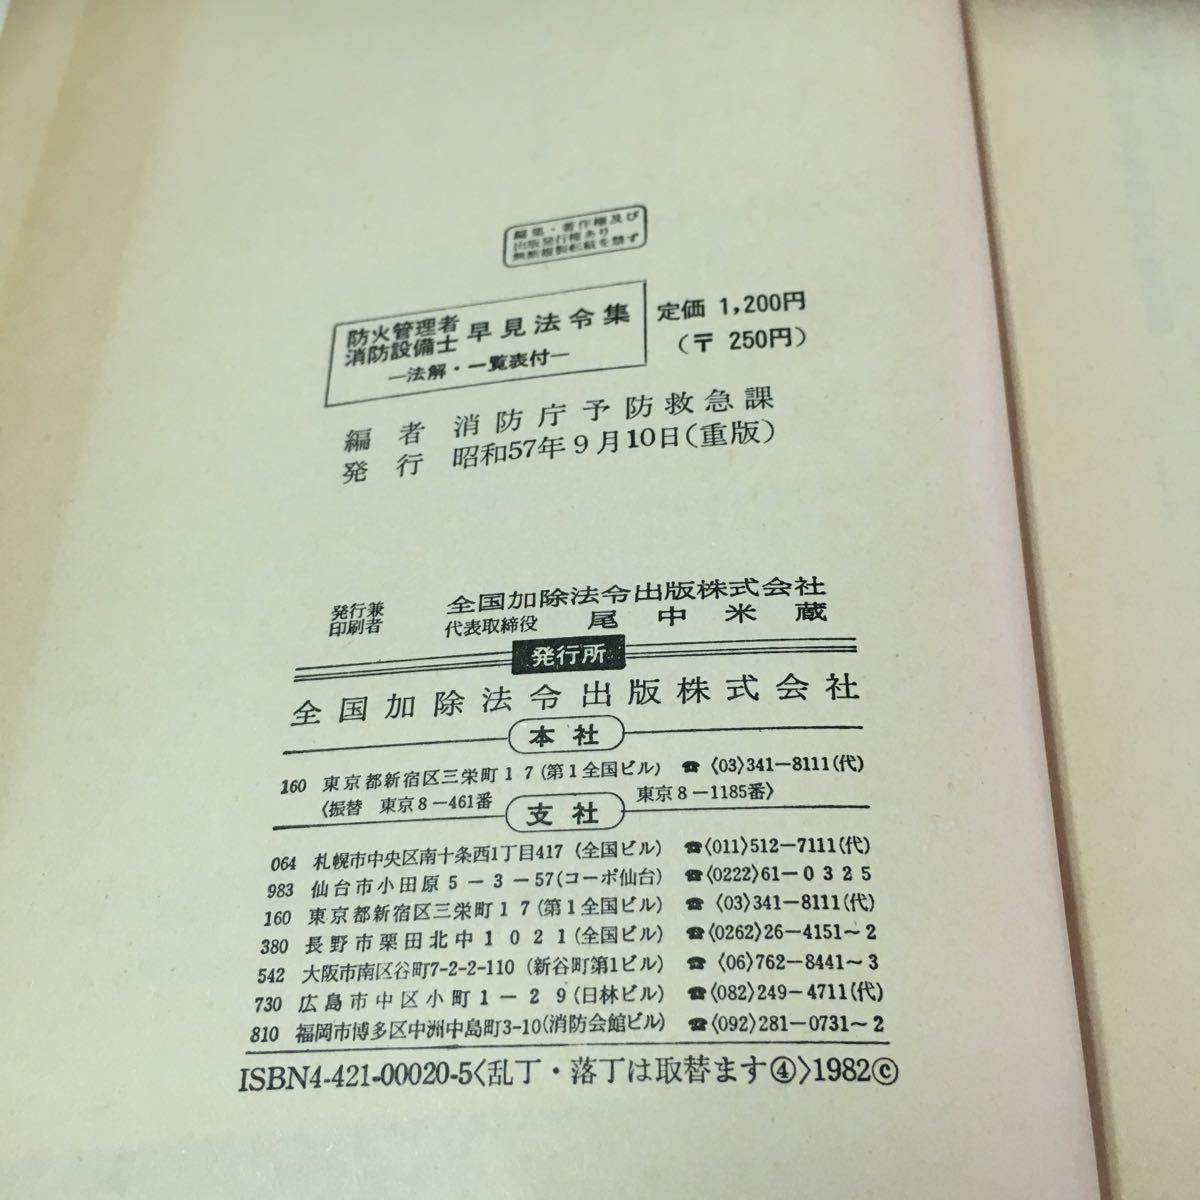 編集・著作権及び
出版発行権あり
無断複製転載を禁ず
防火管理者
消防設備士 早見法令集
―法解・一覧表付―
定価 1,200円
(〒 250円)
編者 消防庁予防救急課
発行 昭和57年9月10日(重版)
発行兼
印刷者
全国加除法令出版株式会社
代表取締役 尾中米蔵
発行所
全国加除法令出版株式会社
本社
160 東京都新宿区三栄町17(第1全国ビル) ☎〈03〉341-8111(代)
〈振替 東京8-461番 東京8-1185番〉
支社
064 札幌市中央区南十条西1丁目417(全国ビル) ☎〈011〉512-7111(代)
983 仙台市小田原5-3-57(コーポ仙台) ☎〈0222〉61-0325
160 東京都新宿区三栄町17(第1全国ビル) ☎〈03〉341-8111(代)
380 長野市栗田北中1021(全国ビル) ☎〈0262〉26-4151~2
542 大阪市南区谷町7-2-2-110(新谷町第1ビル) ☎〈06〉762-8441~3
730 広島市中区小町1-29(日林ビル) ☎〈082〉249-4711(代)
810 福岡市博多区中洲中島町3-10(消防会館ビル) ☎〈092〉281-0731~2
ISBN4-421-00020-5〈乱丁・落丁は取替ます④〉1982ⓒ